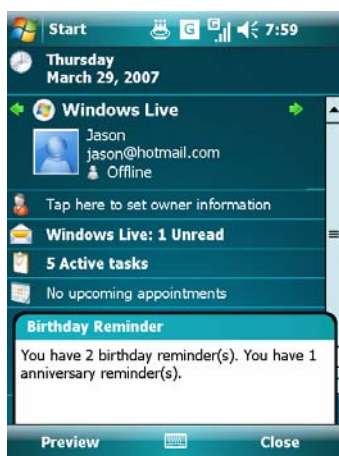 Start 7:59
Thursday
March 29, 2007
Windows Live
Jason
jason@hotmail.com
Offline
Tap here to set owner information
Windows Live: 1 Unread
5 Active tasks
No upcoming appointments
Birthday Reminder
You have 2 birthday reminder(s). You have 1
anniversary reminder(s).
Preview Close